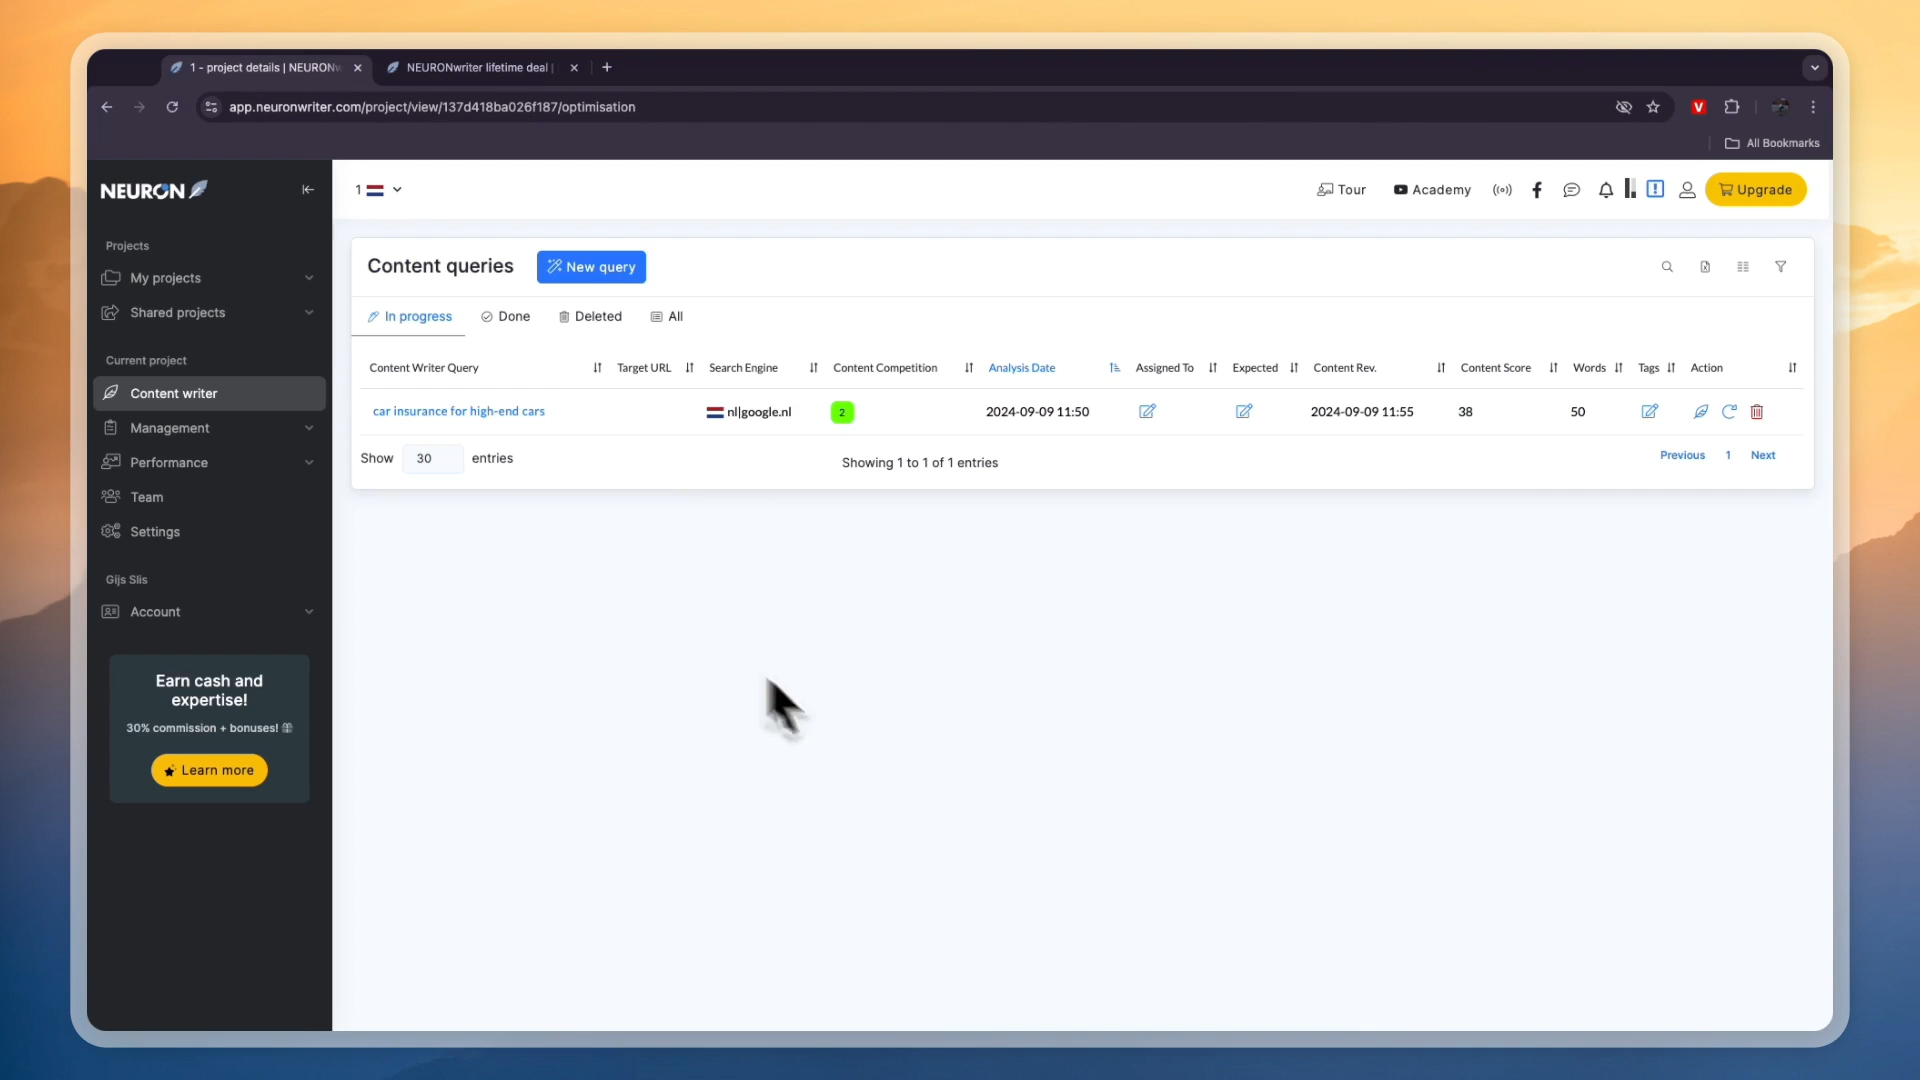 1 - project details | NEURONw
NEURONwriter lifetime deal |
app.neuronwriter.com/project/view/137d418ba026f187/optimisation
V
All Bookmarks
NEURON
1
Tour
Academy
Upgrade
Projects
My projects
Shared projects
Current project
Content writer
Management
Performance
Team
Settings
Gijs Slis
Account
Earn cash and
expertise!
30% commission + bonuses!
Learn more
Content queries
New query
In progress
Done
Deleted
All
Content Writer Query Target URL Search Engine Content Competition Analysis Date Assigned To Expected Content Rev. Content Score Words Tags Action
car insurance for high-end cars nl|google.nl 2 2024-09-09 11:50 2024-09-09 11:55 38 50
Show 30 entries
Showing 1 to 1 of 1 entries
Previous 1 Next